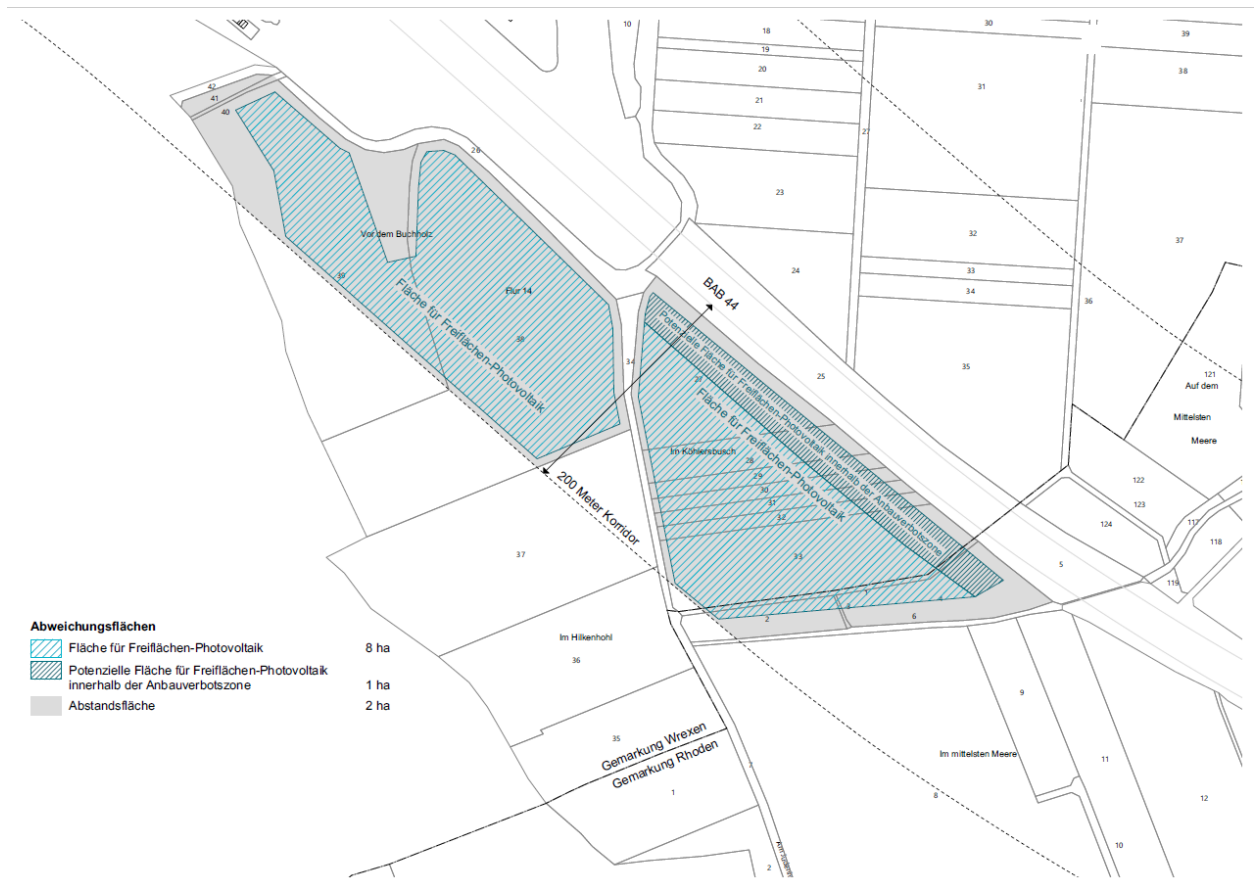 10
18
19
20
21
22
23
24
27
30
31
32
33
34
35
36
37
38
39
42
41
40
26
Vor dem Buchholz
39
Flur 14
38
Fläche für Freiflächen-Photovoltaik
34
BAB 44
25
Potenzielle Fläche für Freiflächen-Photovoltaik innerhalb der Anbauverbotszone
27
Fläche für Freiflächen-Photovoltaik
Im Köhlersbusch
28
29
30
31
32
33
200 Meter Korridor
121
Auf dem
Mittelsten
Meere
122
123
124
117
118
119
5
1
2
3
4
6
37
Im Hilkenhohl
36
35
Gemarkung Wrexen
Gemarkung Rhoden
1
7
2
8
9
Im mittelsten Meere
10
11
12
Abweichungsflächen
Fläche für Freiflächen-Photovoltaik 8 ha
Potenzielle Fläche für Freiflächen-Photovoltaik
innerhalb der Anbauverbotszone 1 ha
Abstandsfläche 2 ha